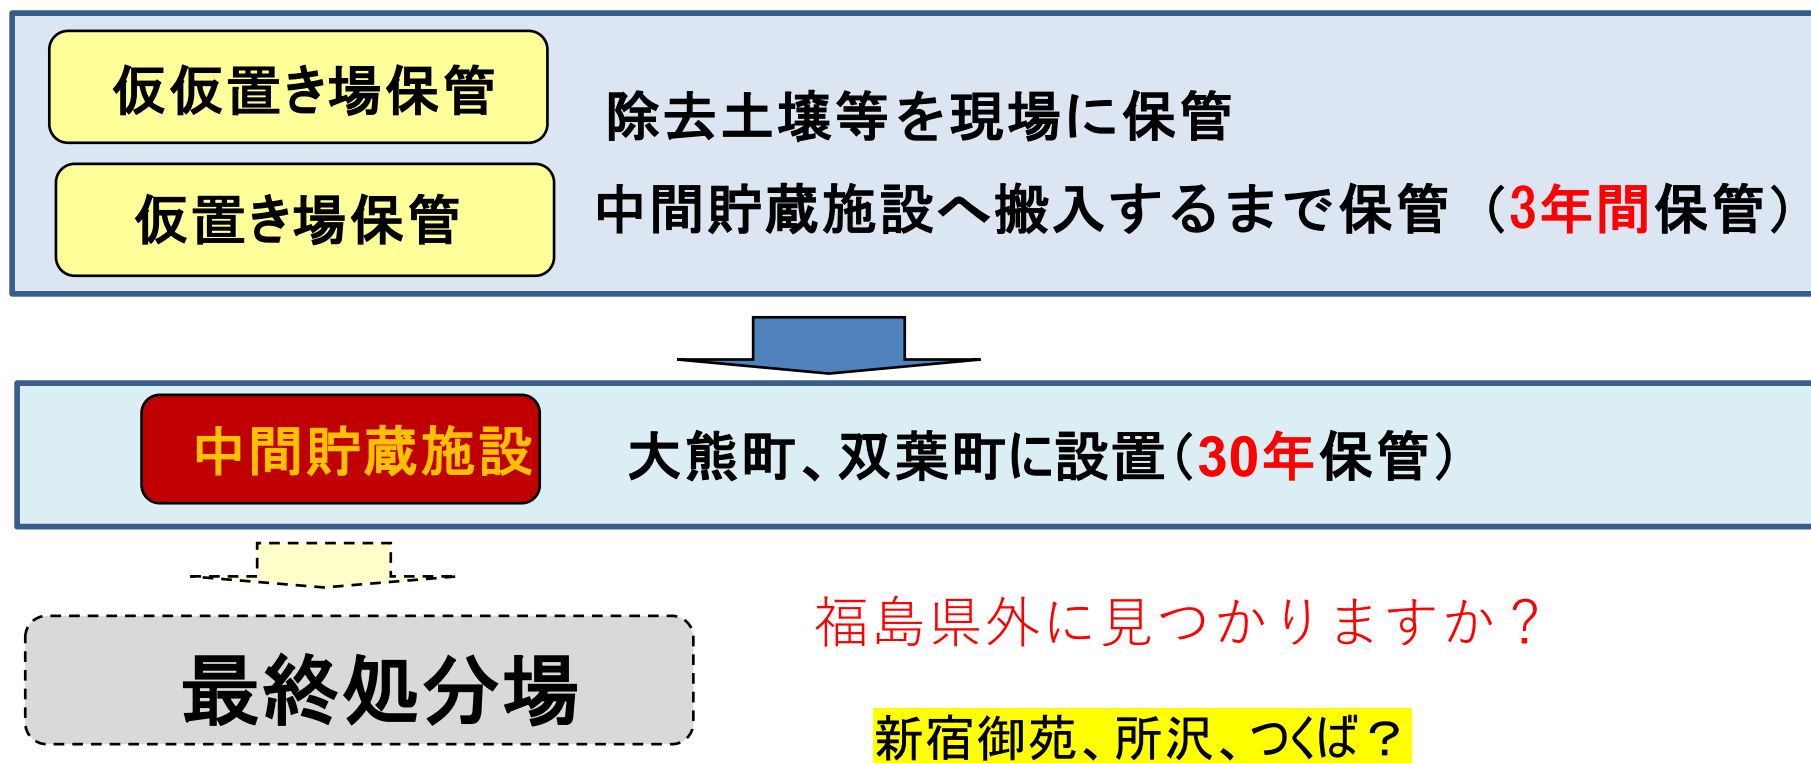 仮仮置き場保管
除去土壌等を現場に保管
仮置き場保管
中間貯蔵施設へ搬入するまで保管（3年間保管）
中間貯蔵施設
大熊町、双葉町に設置（30年保管）
福島県外に見つかりますか？
最終処分場
新宿御苑、所沢、つくば？